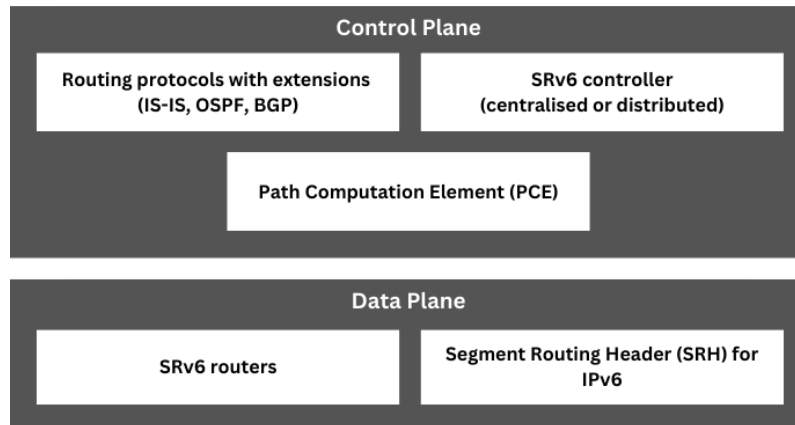 Control Plane
Routing protocols with extensions
(IS-IS, OSPF, BGP)
SRv6 controller
(centralised or distributed)
Path Computation Element (PCE)
Data Plane
SRv6 routers
Segment Routing Header (SRH) for
IPv6